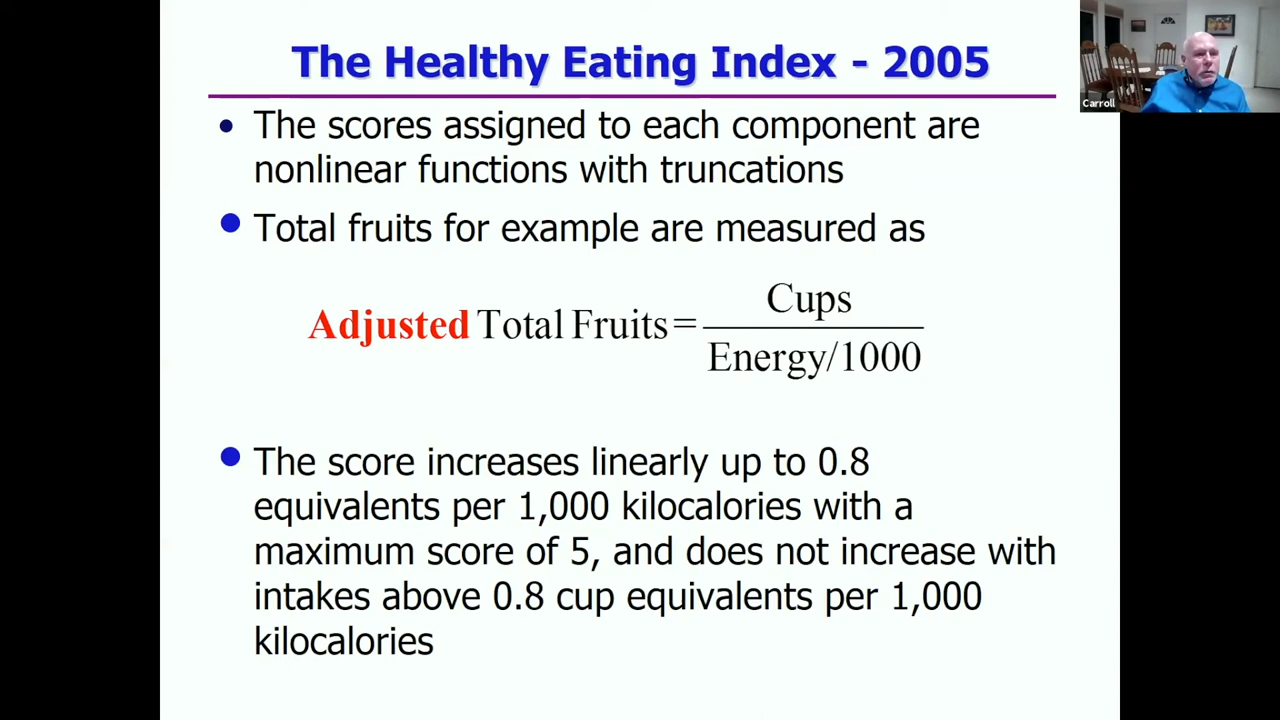 The Healthy Eating Index - 2005
Carroll
• The scores assigned to each component are
nonlinear functions with truncations
• Total fruits for example are measured as
Adjusted Total Fruits = Cups
Energy/1000
• The score increases linearly up to 0.8
equivalents per 1,000 kilocalories with a
maximum score of 5, and does not increase with
intakes above 0.8 cup equivalents per 1,000
kilocalories